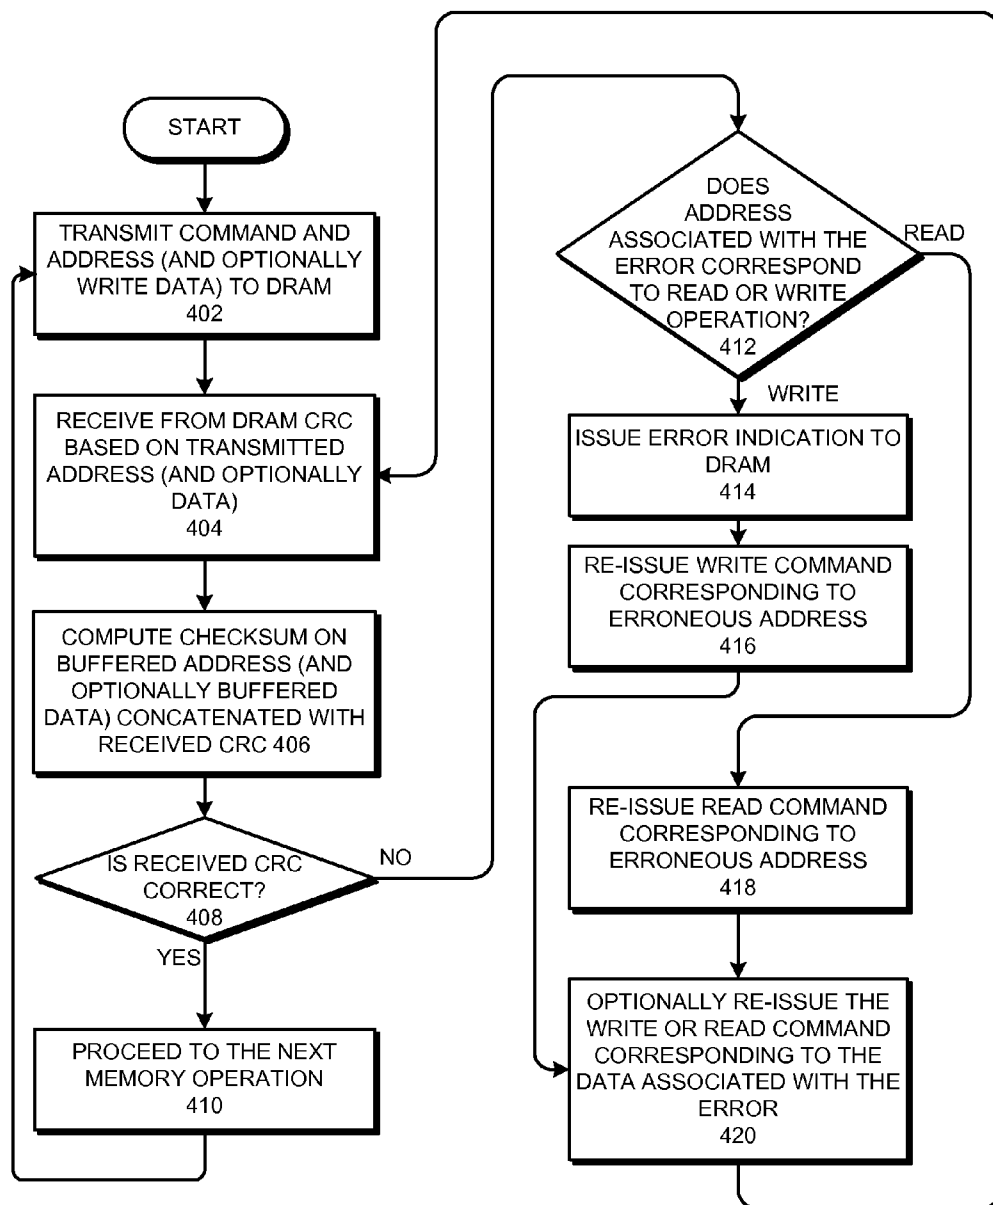 START
TRANSMIT COMMAND AND
ADDRESS (AND OPTIONALLY
WRITE DATA) TO DRAM
402
RECEIVE FROM DRAM CRC
BASED ON TRANSMITTED
ADDRESS (AND OPTIONALLY
DATA)
404
COMPUTE CHECKSUM ON
BUFFERED ADDRESS (AND
OPTIONALLY BUFFERED
DATA) CONCATENATED WITH
RECEIVED CRC 406
IS RECEIVED CRC
CORRECT?
408
NO
YES
PROCEED TO THE NEXT
MEMORY OPERATION
410
DOES
ADDRESS
ASSOCIATED WITH THE
ERROR CORRESPOND
TO READ OR WRITE
OPERATION?
412
READ
WRITE
ISSUE ERROR INDICATION TO
DRAM
414
RE-ISSUE WRITE COMMAND
CORRESPONDING TO
ERRONEOUS ADDRESS
416
RE-ISSUE READ COMMAND
CORRESPONDING TO
ERRONEOUS ADDRESS
418
OPTIONALLY RE-ISSUE THE
WRITE OR READ COMMAND
CORRESPONDING TO THE
DATA ASSOCIATED WITH THE
ERROR
420